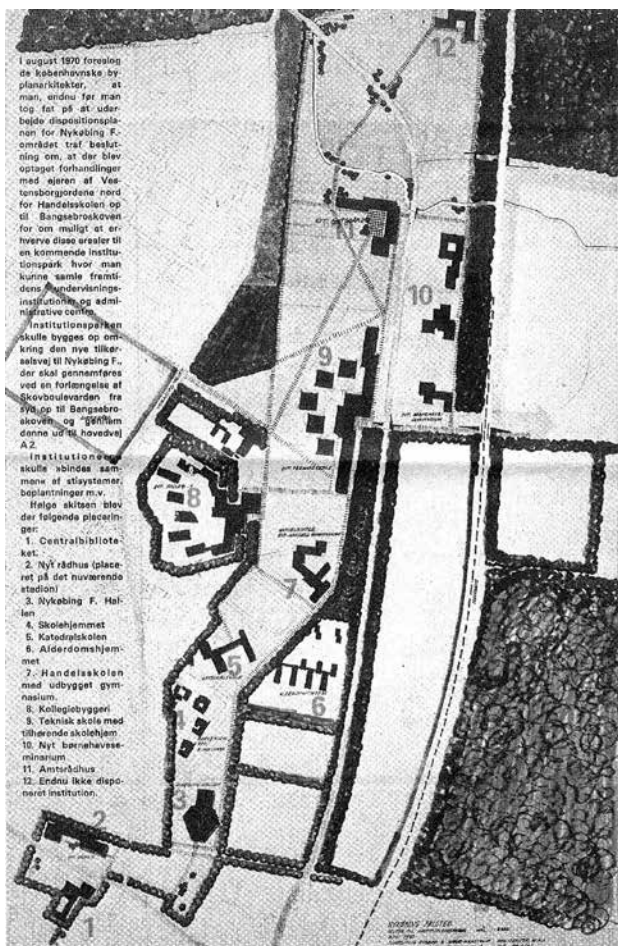 I august 1970 foreslog
de københavnske by-
planarkitekter, at
man, endnu før man
tog fat på at udar-
bejde dispositionspla-
nen for Nykøbing F.-
området traf beslut-
ning om, at der blev
optaget forhandlinger
med ejeren af Ves-
tensborgjordene nord
for Handelsskolen op
til Bangsebroskoven
for om muligt at er-
hverve disse arealer til
en kommende institu-
tionspark hvor man
kunne samle fremti-
dens undervisnings-
institutioner og admi-
nistrative centre.
Institutionsparken
skulle bygges op om-
kring den nye tilkør-
selsvej til Nykøbing F.,
der skal gennemføres
ved en forlængelse af
Skovboulevarden fra
syd op til Bangsebro-
skoven og gennem
denne ud til hovedvej
A 2.
Institutionerne
skulle sbindes sam-
mene af stisystemer,
beplantninger m.v.
Ifølge skitsen blev
der følgende placerin-
ger:
1. Centralbibliote-
ket.
2. Nyt rådhus (place-
ret på det nuværende
stadion)
3. Nykøbing F. Hal-
len
4. Skolehjemmet
5. Katedralskolen
6. Alderdomshjem-
met
7. Handelsskolen
med udbygget gym-
nasium.
8. Kollegiebyggeri
9. Teknisk skole med
tilhørende skolehjem
10. Nyt børnehavese-
minarium
11. Amtsrådhus
12. Endnu ikke dispo-
neret institution.
12
11
10
9
8
7
5
6
4
3
2
1
NYKØBING FALSTER